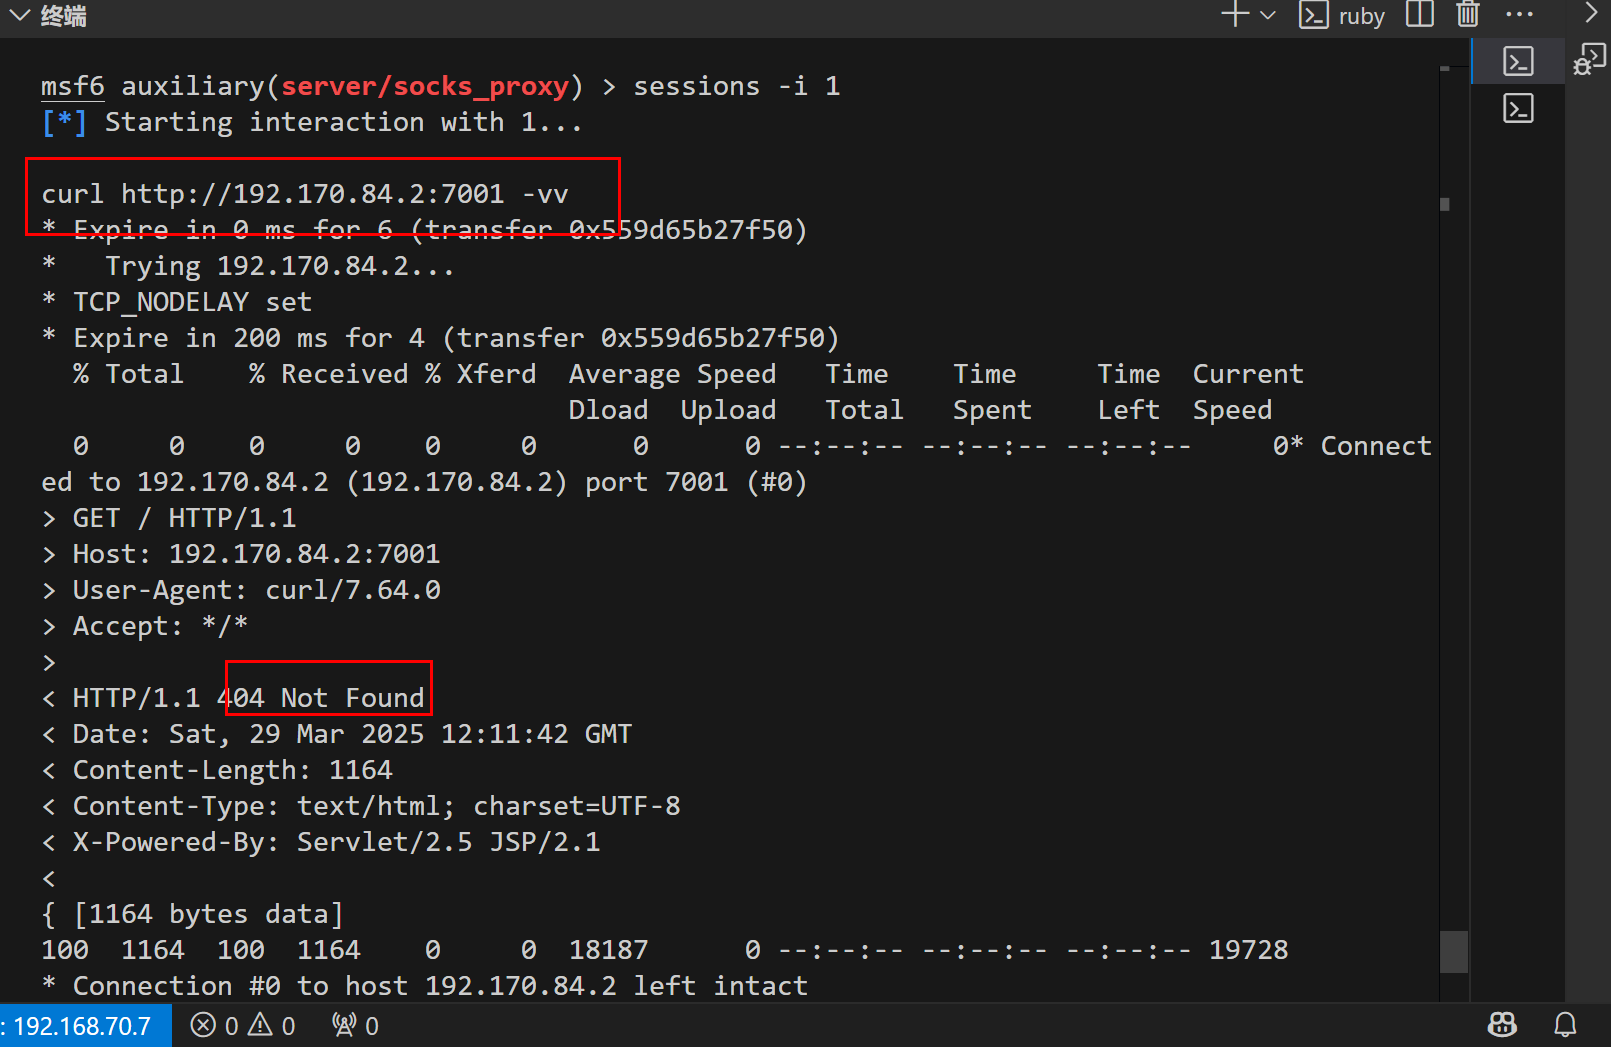 终端
ruby
msf6 auxiliary(server/socks_proxy) > sessions -i 1
[*] Starting interaction with 1...
curl http://192.170.84.2:7001 -vv
* Expire in 0 ms for 6 (transfer 0x559d65b27f50)
*   Trying 192.170.84.2...
* TCP_NODELAY set
* Expire in 200 ms for 4 (transfer 0x559d65b27f50)
  % Total    % Received % Xferd  Average Speed   Time    Time     Time  Current
                                 Dload  Upload   Total   Spent    Left  Speed
  0     0    0     0    0     0      0      0 --:--:-- --:--:-- --:--:--     0* Connect
ed to 192.170.84.2 (192.170.84.2) port 7001 (#0)
> GET / HTTP/1.1
> Host: 192.170.84.2:7001
> User-Agent: curl/7.64.0
> Accept: */*
>
< HTTP/1.1 404 Not Found
< Date: Sat, 29 Mar 2025 12:11:42 GMT
< Content-Length: 1164
< Content-Type: text/html; charset=UTF-8
< X-Powered-By: Servlet/2.5 JSP/2.1
<
{ [1164 bytes data]
100  1164  100  1164    0     0  18187      0 --:--:-- --:--:-- --:--:-- 19728
* Connection #0 to host 192.170.84.2 left intact
: 192.168.70.7
0
0
0